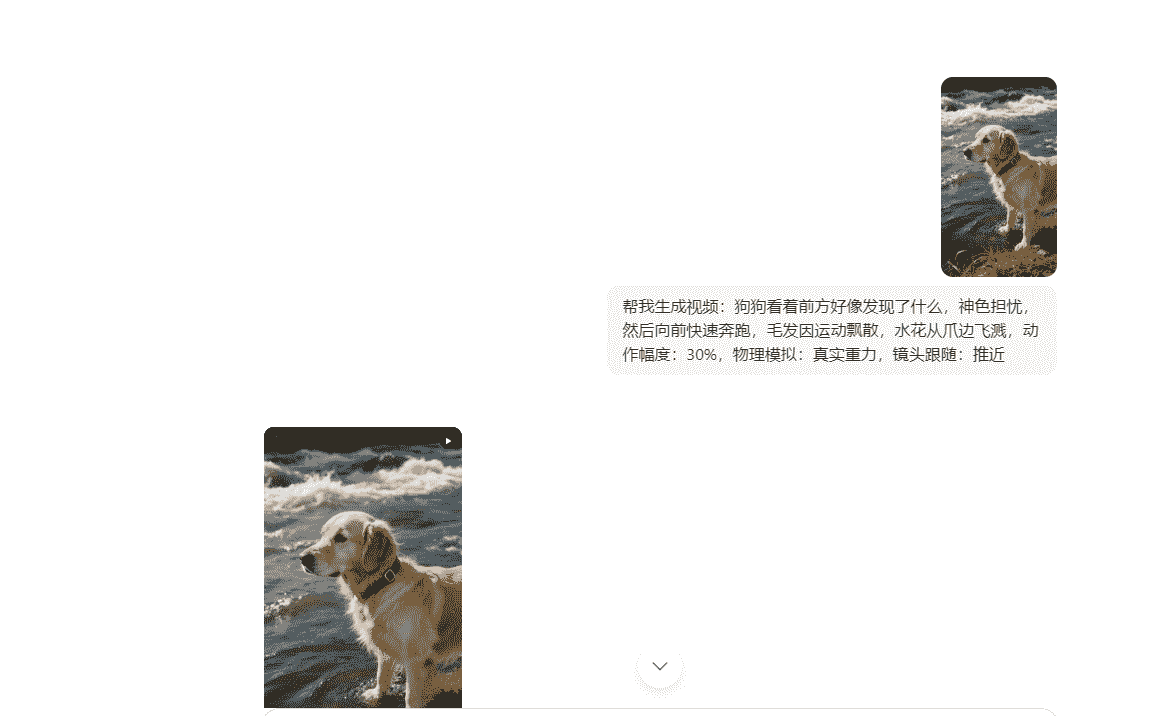 帮我生成视频：狗狗看着前方好像发现了什么，神色担忧，
然后向前快速奔跑，毛发因运动飘散，水花从爪边飞溅，动
作幅度：30%，物理模拟：真实重力，镜头跟随：推近